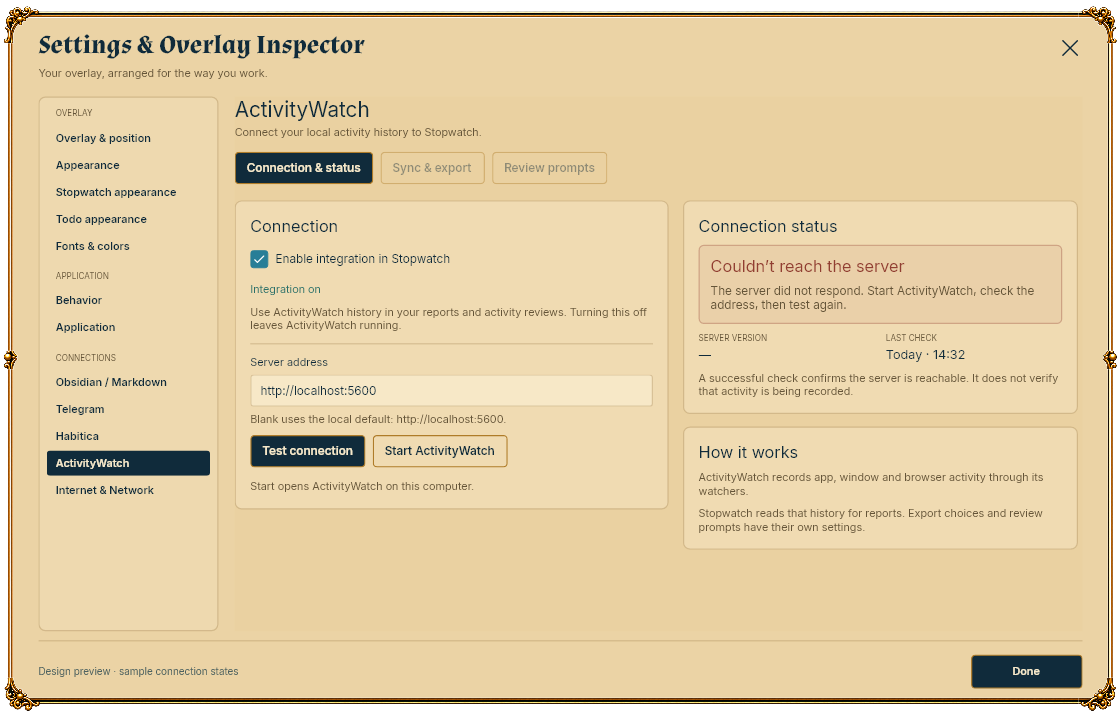 Settings & Overlay Inspector
Your overlay, arranged for the way you work.
OVERLAY
Overlay & position
Appearance
Stopwatch appearance
Todo appearance
Fonts & colors
APPLICATION
Behavior
Application
CONNECTIONS
Obsidian / Markdown
Telegram
Habitica
ActivityWatch
Internet & Network
ActivityWatch
Connect your local activity history to Stopwatch.
Connection & status
Sync & export
Review prompts
Connection
Enable integration in Stopwatch
Integration on
Use ActivityWatch history in your reports and activity reviews. Turning this off
leaves ActivityWatch running.
Server address
http://localhost:5600
Blank uses the local default: http://localhost:5600.
Test connection
Start ActivityWatch
Start opens ActivityWatch on this computer.
Connection status
Couldn’t reach the server
The server did not respond. Start ActivityWatch, check the
address, then test again.
SERVER VERSION
—
LAST CHECK
Today · 14:32
A successful check confirms the server is reachable. It does not verify
that activity is being recorded.
How it works
ActivityWatch records app, window and browser activity through its
watchers.
Stopwatch reads that history for reports. Export choices and review
prompts have their own settings.
Design preview · sample connection states
Done